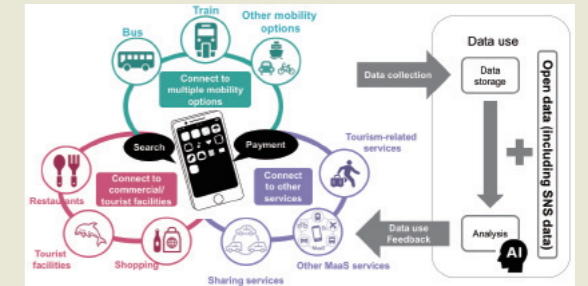 Train
Other mobility
options
Bus
Connect to
multiple mobility
options
Search
Payment
Tourism-related
services
Connect to
commercial/
tourist facilities
Connect
to other
services
Restaurants
Tourist
facilities
Shopping
Sharing services
Other MaaS services
Data collection
Data use
Feedback
Data use
Data
storage
Analysis
AI
Open data (including SNS data)